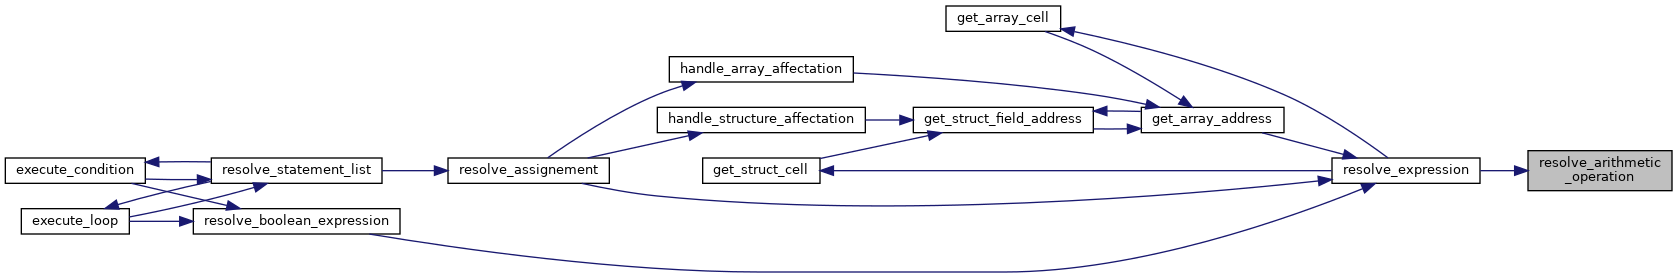 get_array_cell
handle_array_affectation
handle_structure_affectation
get_struct_field_address
get_array_address
execute_condition
resolve_statement_list
resolve_assignement
get_struct_cell
resolve_expression
resolve_arithmetic
_operation
execute_loop
resolve_boolean_expression